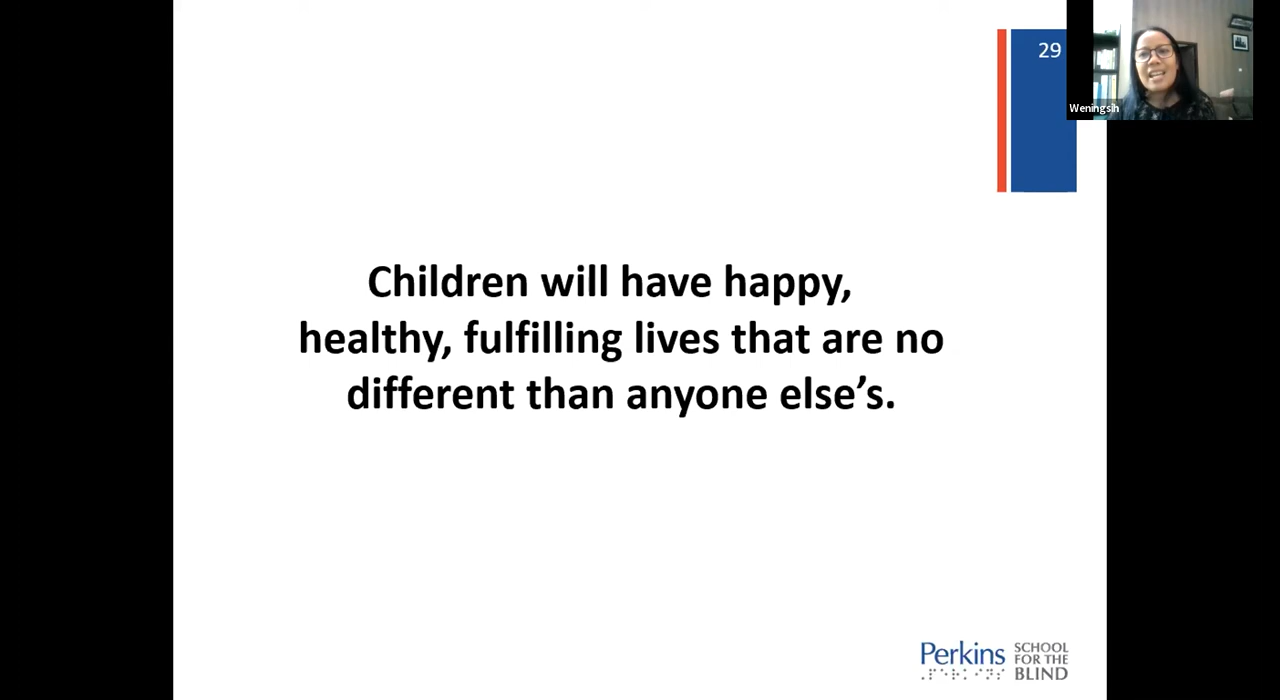 29
Weningsih
Children will have happy,
healthy, fulfilling lives that are no
different than anyone else’s.
Perkins
SCHOOL
FOR THE
BLIND